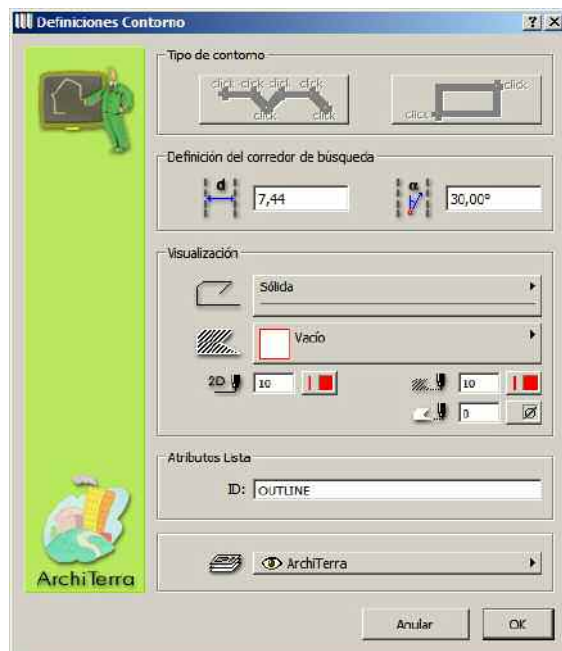 Definiciones Contorno
Tipo de contorno
click click click click
click click
click
click
Definición del corredor de búsqueda
d 7,44
α 30,00°
Visualización
Sólida
Vacío
2D 10
10
0
Atributos Lista
ID: OUTLINE
ArchiTerra
ArchiTerra
Anular
OK